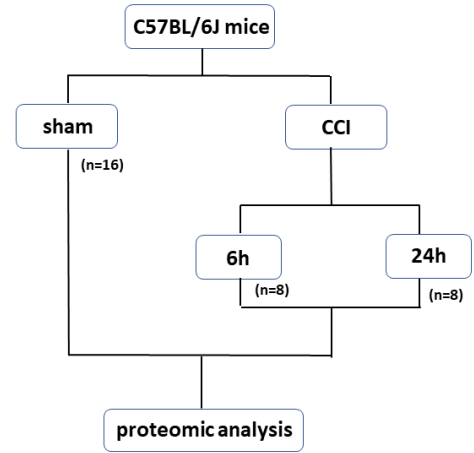 C57BL/6J mice
sham
CCI
(n=16)
6h
24h
(n=8)
(n=8)
proteomic analysis